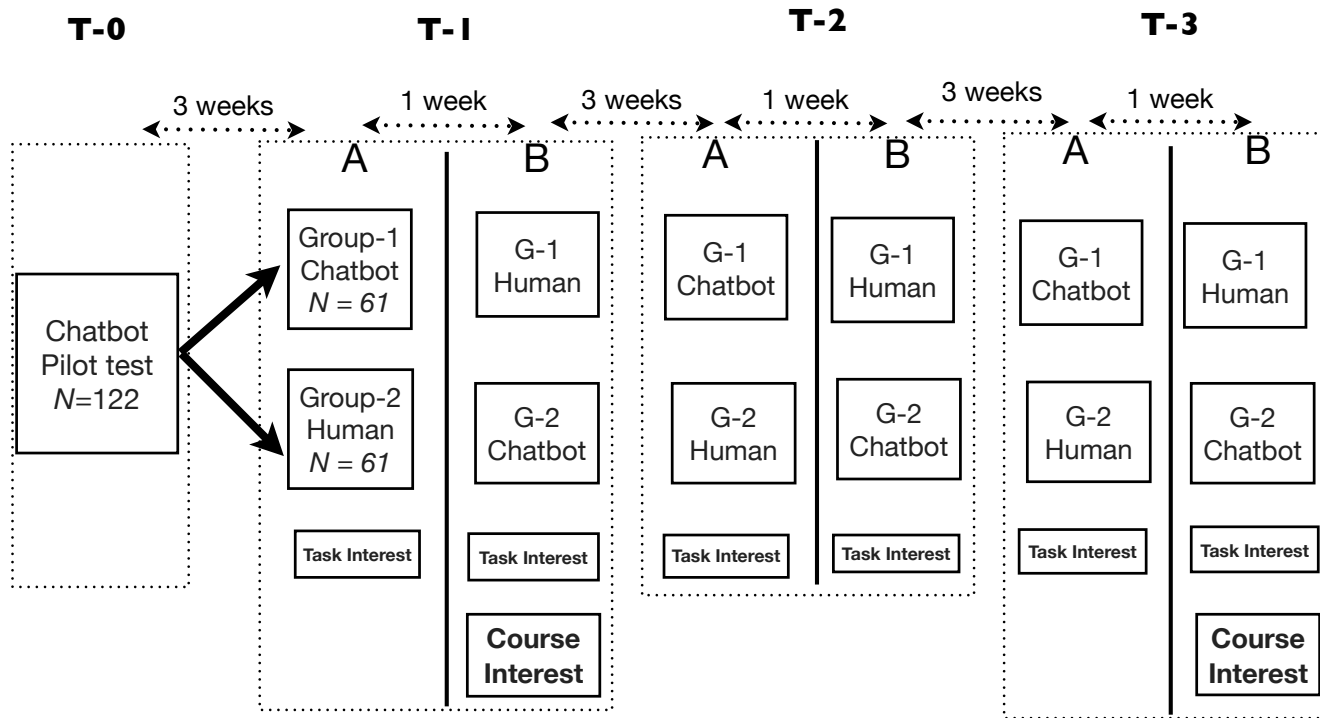 T-0
T-1
T-2
T-3
3 weeks
1 week
3 weeks
1 week
3 weeks
1 week
A
B
A
B
A
B
Chatbot
Pilot test
N=122
Group-1
Chatbot
N = 61
G-1
Human
G-1
Chatbot
G-1
Human
G-1
Chatbot
G-1
Human
Group-2
Human
N = 61
G-2
Chatbot
G-2
Human
G-2
Chatbot
G-2
Human
G-2
Chatbot
Task Interest
Task Interest
Task Interest
Task Interest
Task Interest
Task Interest
Course
Interest
Course
Interest